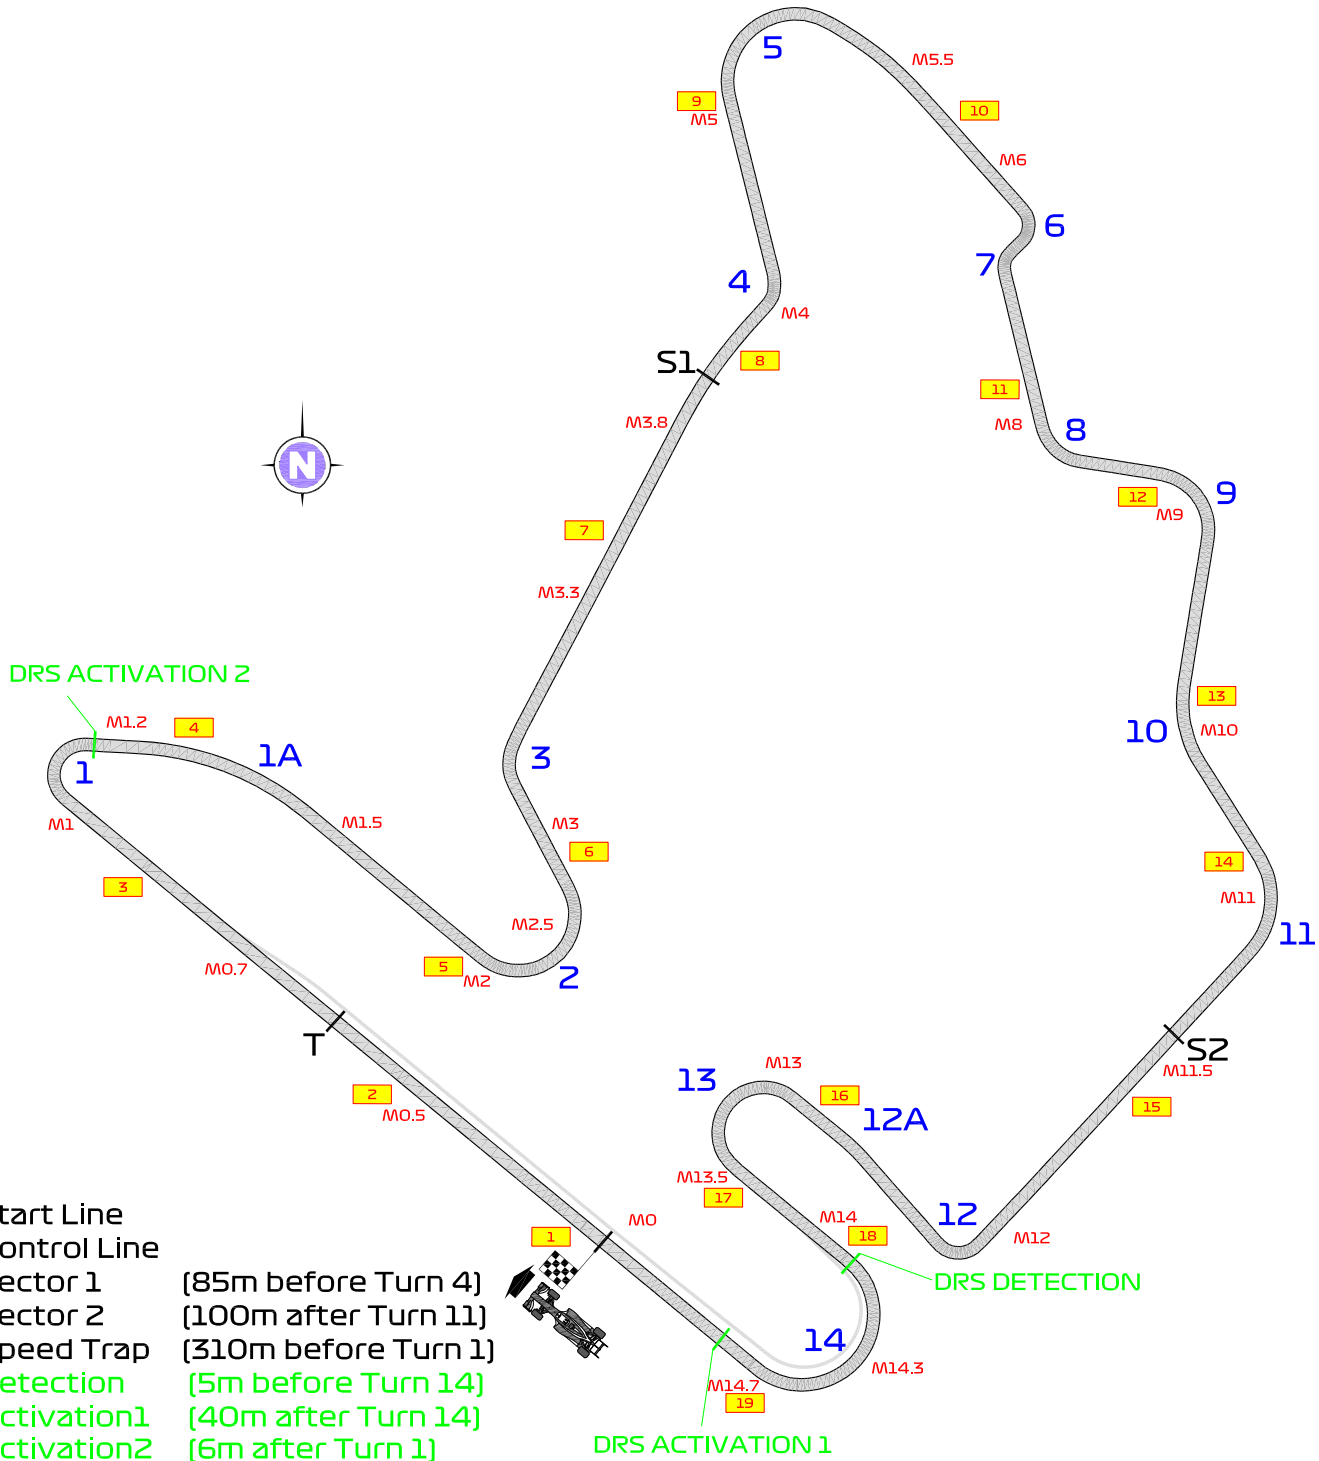 5
M5.5
9
M5
10
M6
6
7
4
M4
S1
8
M3.8
11
M8
8
N
12
M9
9
7
M3.3
DRS ACTIVATION 2
M1.2
4
1A
1
3
13
10
M10
M1
M1.5
M3
6
14
M11
3
M2.5
11
M0.7
5
M2
2
T
S2
M11.5
13
M13
16
15
2
M0.5
12A
M13.5
17
12
M14
18
M12
M0
1
DRS DETECTION
14
M14.3
M14.7
19
DRS ACTIVATION 1
tart Line
ontrol Line
ector 1 (85m before Turn 4)
ector 2 (100m after Turn 11)
peed Trap (310m before Turn 1)
etection (5m before Turn 14)
ctivation1 (40m after Turn 14)
ctivation2 (6m after Turn 1)